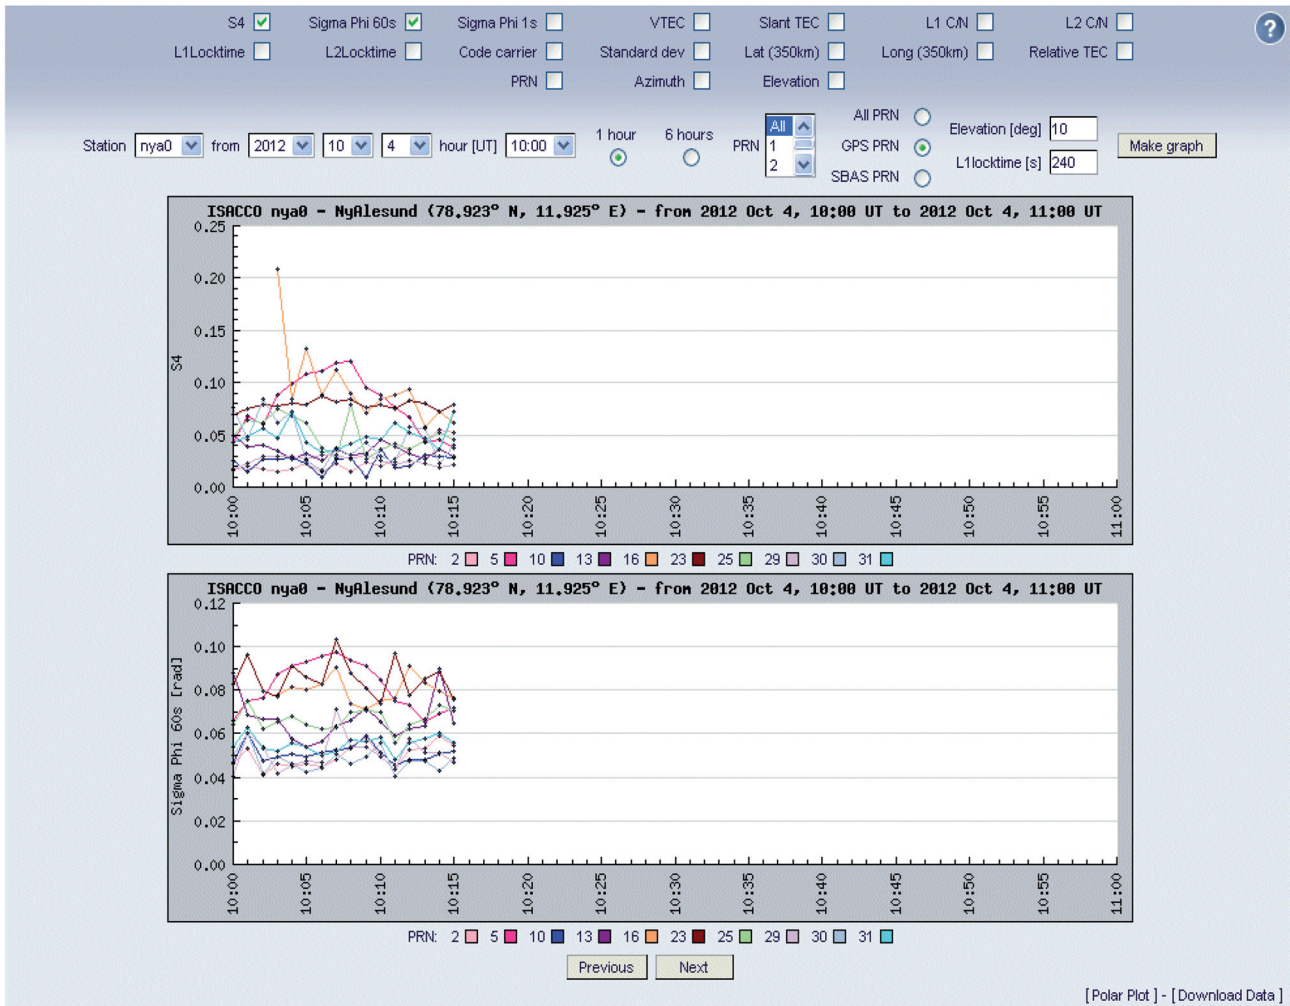 S4 Sigma Phi 60s Sigma Phi 1s VTEC Slant TEC L1 C/N L2 C/N ?
L1Locktime L2Locktime Code carrier Standard dev Lat (350km) Long (350km) Relative TEC
PRN Azimuth Elevation
Station nya0 from 2012 10 4 hour [UT] 10:00 1 hour 6 hours PRN All 1 2 All PRN GPS PRN SBAS PRN Elevation [deg] 10 L1locktime [s] 240 Make graph
ISACCO nya0 - NyAlesund (78.923° N, 11.925° E) - from 2012 Oct 4, 10:00 UT to 2012 Oct 4, 11:00 UT
0.25
0.20
0.15
S4
0.10
0.05
0.00
10:00 10:05 10:10 10:15 10:20 10:25 10:30 10:35 10:40 10:45 10:50 10:55 11:00
PRN: 2 5 10 13 16 23 25 29 30 31
ISACCO nya0 - NyAlesund (78.923° N, 11.925° E) - from 2012 Oct 4, 10:00 UT to 2012 Oct 4, 11:00 UT
0.12
0.10
0.08
Sigma Phi 60s [rad]
0.06
0.04
0.02
0.00
10:00 10:05 10:10 10:15 10:20 10:25 10:30 10:35 10:40 10:45 10:50 10:55 11:00
PRN: 2 5 10 13 16 23 25 29 30 31
Previous Next
[ Polar Plot ] - [ Download Data ]